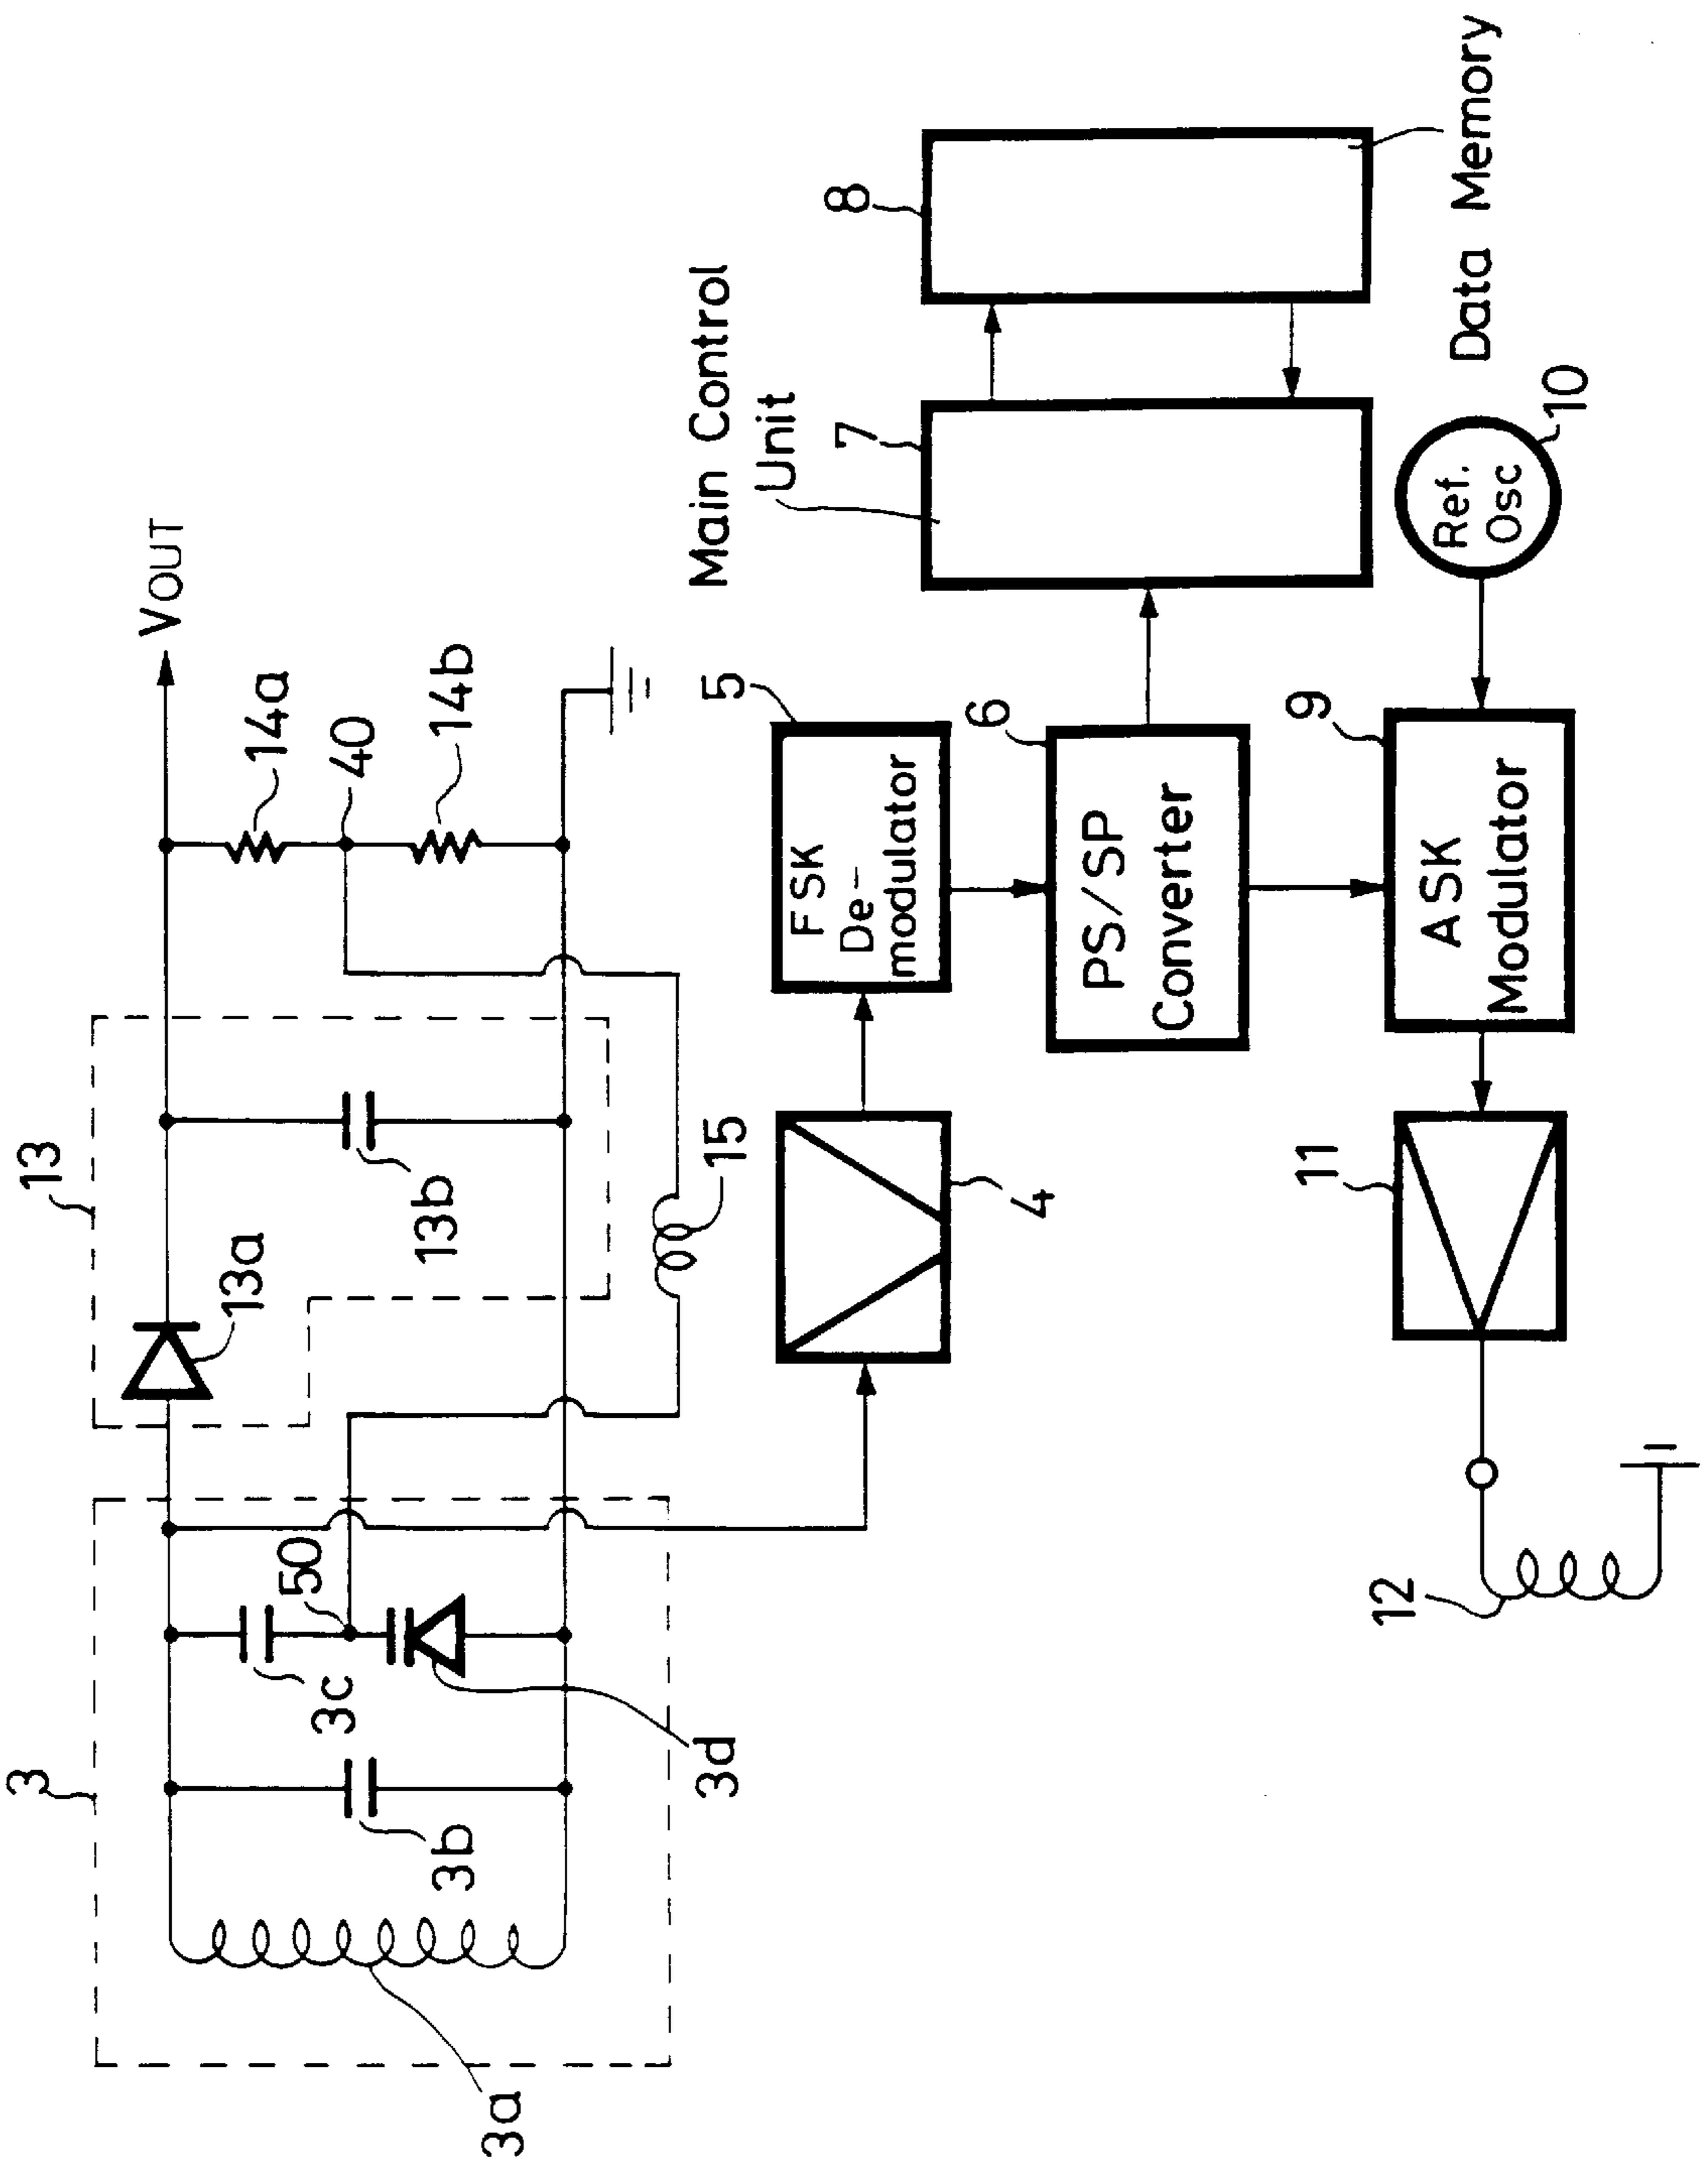 3
3a
3b
3c
50
3d
13
13a
13b
15
VOUT
14a
40
14b
4
5
FSK
De-
modulator
6
PS/SP
Converter
Main Control
Unit
7
8
Data Memory
9
ASK
Modulator
Ref.
Osc
10
11
12